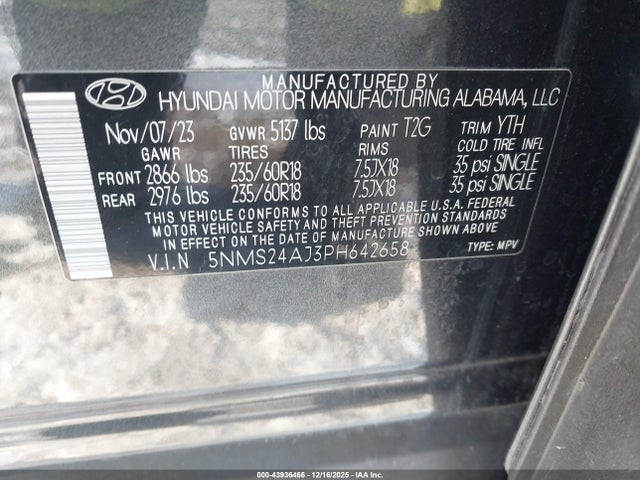 MANUFACTURED BY
HYUNDAI MOTOR MANUFACTURING ALABAMA, LLC
Nov/07/23 GVWR 5137 lbs PAINT T2G TRIM YTH
GAWR TIRES RIMS COLD TIRE INFL
FRONT 2866 lbs 235/60R18 7.5JX18 35 psi SINGLE
REAR 2976 lbs 235/60R18 7.5JX18 35 psi SINGLE
THIS VEHICLE CONFORMS TO ALL APPLICABLE U.S.A. FEDERAL
MOTOR VEHICLE SAFETY AND THEFT PREVENTION STANDARDS
IN EFFECT ON THE DATE OF MANUFACTURE SHOWN ABOVE
V.I.N 5NMS24AJ3PH642658 TYPE: MPV
000-43936466 - 12/16/2025 - COPYRIGHT IAA, LLC.